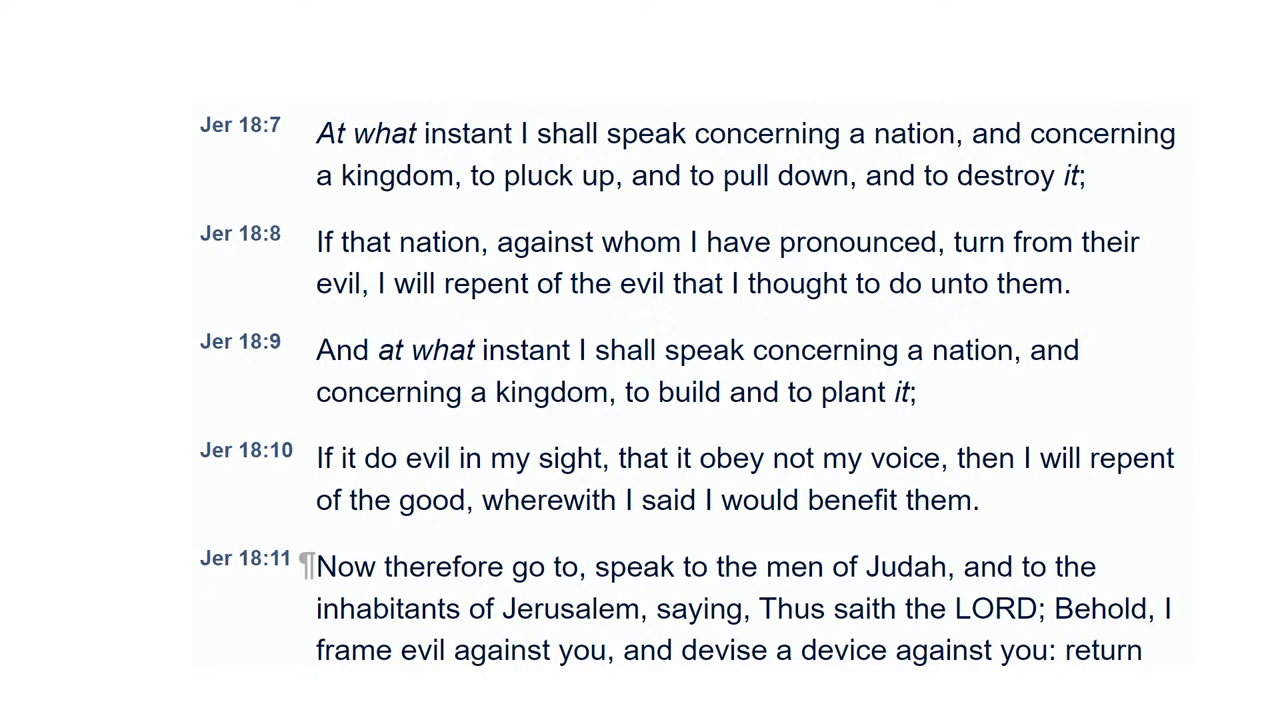 Jer 18:7 At what instant I shall speak concerning a nation, and concerning
a kingdom, to pluck up, and to pull down, and to destroy it;
Jer 18:8 If that nation, against whom I have pronounced, turn from their
evil, I will repent of the evil that I thought to do unto them.
Jer 18:9 And at what instant I shall speak concerning a nation, and
concerning a kingdom, to build and to plant it;
Jer 18:10 If it do evil in my sight, that it obey not my voice, then I will repent
of the good, wherewith I said I would benefit them.
Jer 18:11 ¶Now therefore go to, speak to the men of Judah, and to the
inhabitants of Jerusalem, saying, Thus saith the LORD; Behold, I
frame evil against you, and devise a device against you: return